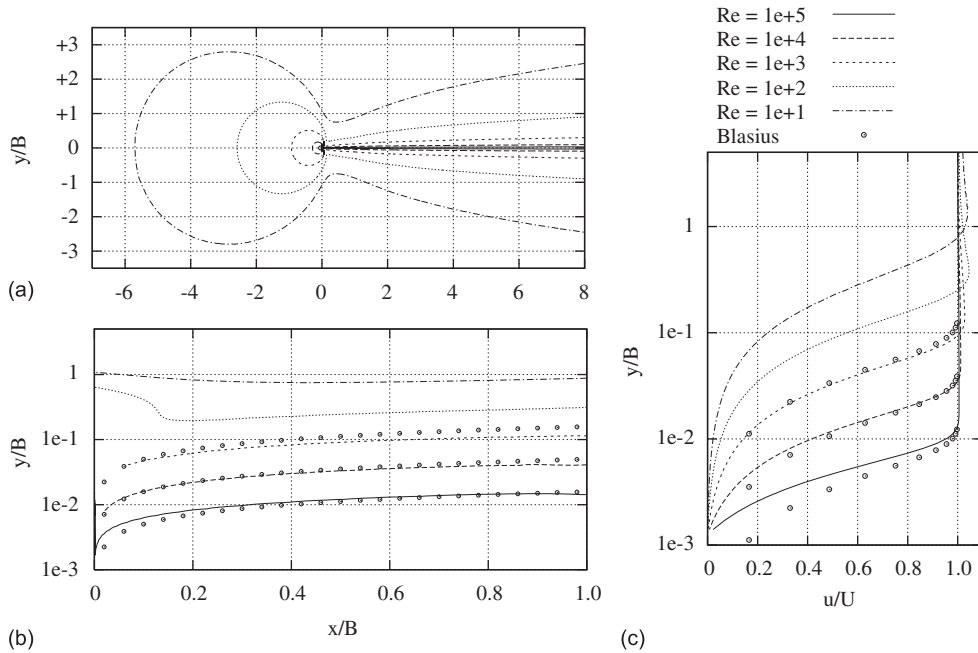 +3
+2
+1
0
-1
-2
-3
y/B
-6 -4 -2 0 2 4 6 8
(a)
1
1e-1
1e-2
1e-3
y/B
0 0.2 0.4 0.6 0.8 1.0
x/B
(b)
Re = 1e+5
Re = 1e+4
Re = 1e+3
Re = 1e+2
Re = 1e+1
Blasius
1
1e-1
1e-2
1e-3
y/B
0 0.2 0.4 0.6 0.8 1.0
u/U
(c)